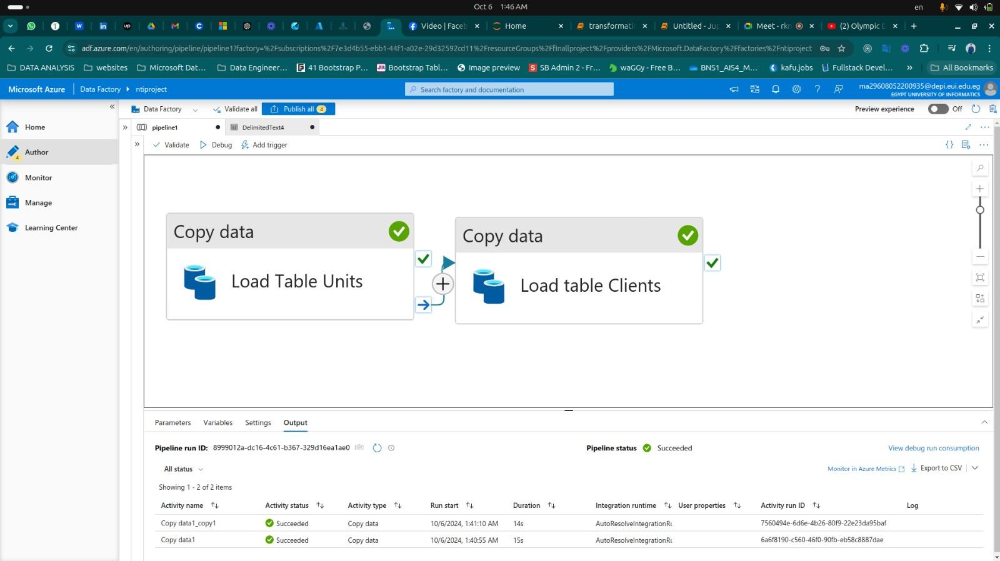 Oct 6 1:46 AM
en
Video | Faceb
Home
transformatic
Untitled - Jup
Meet - rkn
(2) Olympic D
adf.azure.com/en/authoring/pipeline/pipeline1?factory=%2Fsubscriptions%2F7e3d4b55-ebb1-44f1-a02e-29d32592cd11%2FresourceGroups%2Ffinallproject%2Fproviders%2FMicrosoft.DataFactory%2Ffactories%2Fntiproject
DATA ANALYSIS
websites
Microsoft Dat...
Data Engineer...
41 Bootstrap P...
Bootstrap Tabl...
Image preview
SB Admin 2 - Fr...
waGGy - Free B...
BNS1_AIS4_M...
kafu.jobs
Fullstack Devel...
» All Bookmarks
Microsoft Azure
Data Factory
ntiproject
Search factory and documentation
ma29608052200935@depi.eui.edu.eg
EGYPT UNIVERSITY OF INFORMATICS
Data Factory
Validate all
Publish all 4
Preview experience
Off
Home
Author
4
Monitor
Manage
Learning Center
pipeline1
DelimitedText4
Validate
Debug
Add trigger
Copy data
Load Table Units
Copy data
Load table Clients
Parameters Variables Settings Output
Pipeline run ID: 8999012a-dc16-4c61-b367-329d16ea1ae0
Pipeline status Succeeded
View debug run consumption
All status
Monitor in Azure Metrics
Export to CSV
Showing 1 - 2 of 2 items
Activity name Activity status Activity type Run start Duration Integration runtime User properties Activity run ID Log
Copy data1_copy1 Succeeded Copy data 10/6/2024, 1:41:10 AM 14s AutoResolveIntegrationRu 7560494e-6d6e-4b26-80f9-22e23da95baf
Copy data1 Succeeded Copy data 10/6/2024, 1:40:55 AM 15s AutoResolveIntegrationRu 6a6f8190-c560-46f0-90fb-eb58c8887dae